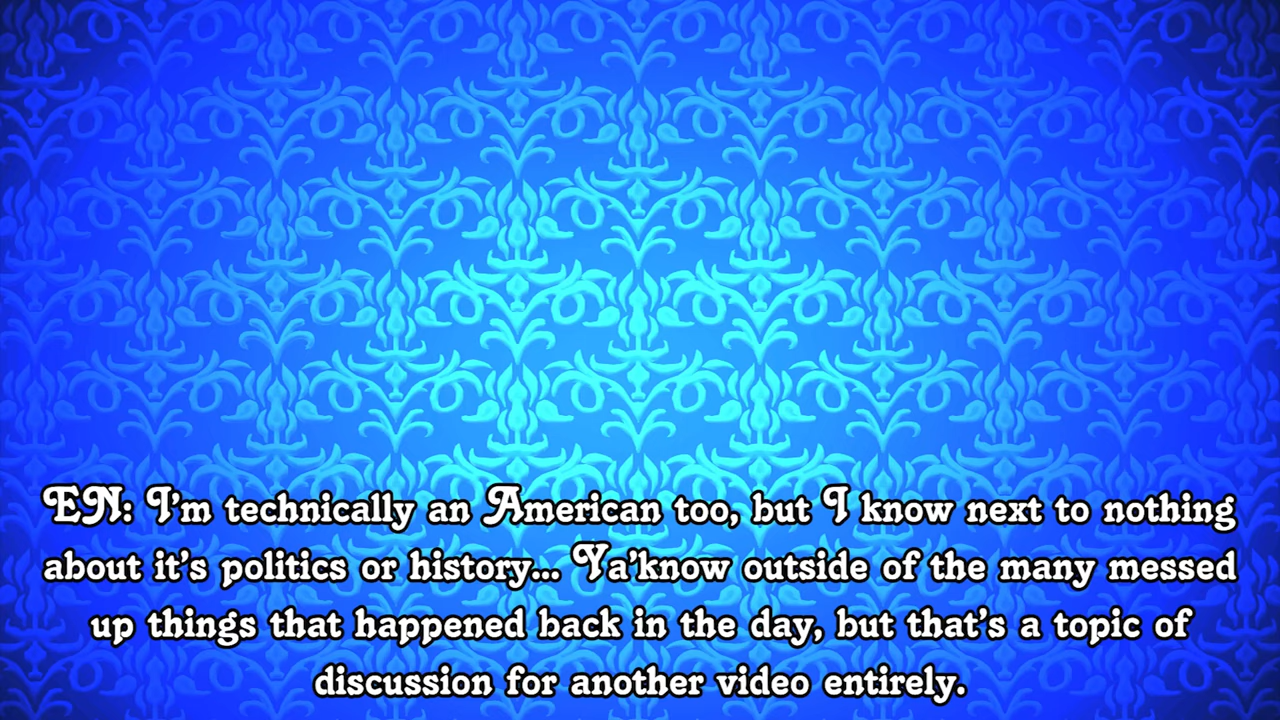 EN: I'm technically an American too, but I know next to nothing
about it's politics or history... Ya'know outside of the many messed
up things that happened back in the day, but that's a topic of
discussion for another video entirely.